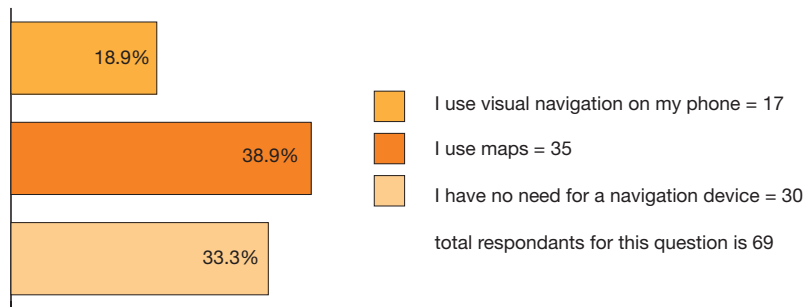 18.9%
I use visual navigation on my phone = 17
38.9%
I use maps = 35
I have no need for a navigation device = 30
33.3%
total respondants for this question is 69